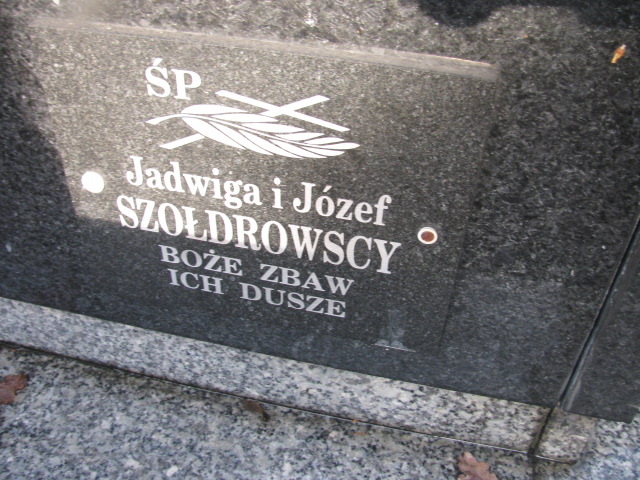 ŚP
Jadwiga i Józef
SZOŁDROWSCY
BOŻE ZBAW
ICH DUSZE